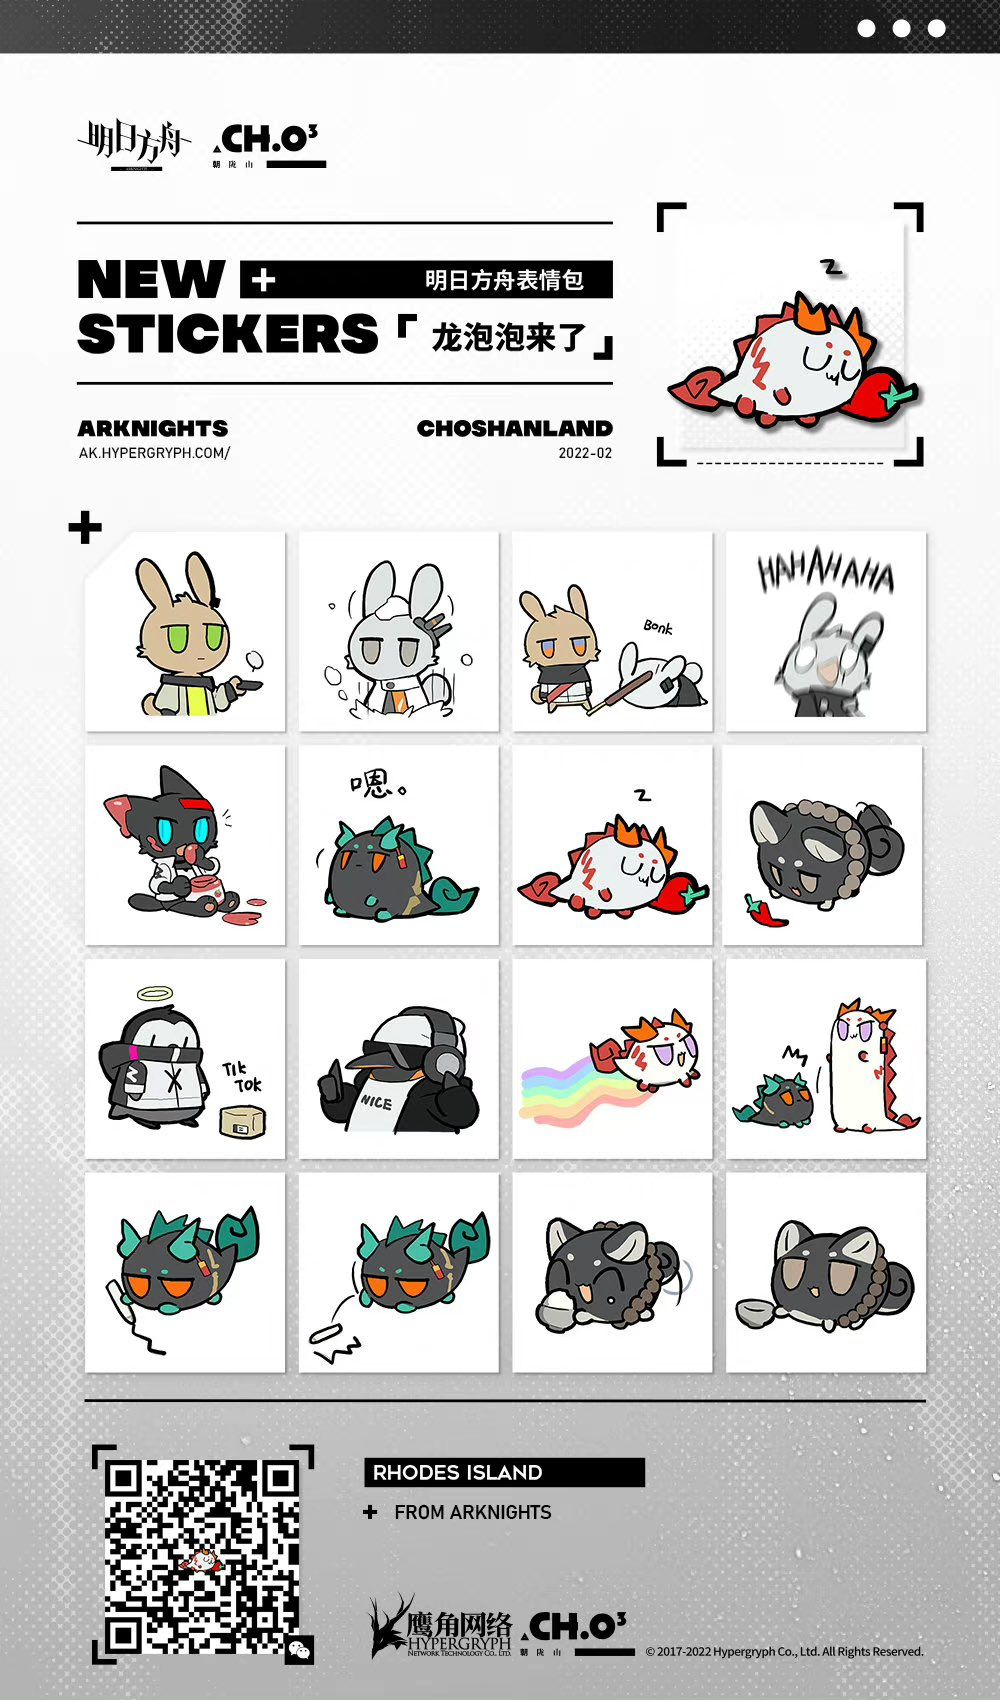 明日方舟
ARKNIGHTS
CH.O³
朝陇山
NEW
明日方舟表情包
STICKERS「龙泡泡来了」
ARKNIGHTS
CHOSHANLAND
AK.HYPERGRYPH.COM/
2022-02
Z
Bonk
HAHAHAHA
嗯。
Z
TIK
TOK
NICE
RHODES ISLAND
FROM ARKNIGHTS
鹰角网络
HYPERGRYPH
NETWORK TECHNOLOGY CO., LTD.
CH.O³
朝陇山
© 2017-2022 Hypergryph Co., Ltd. All Rights Reserved.